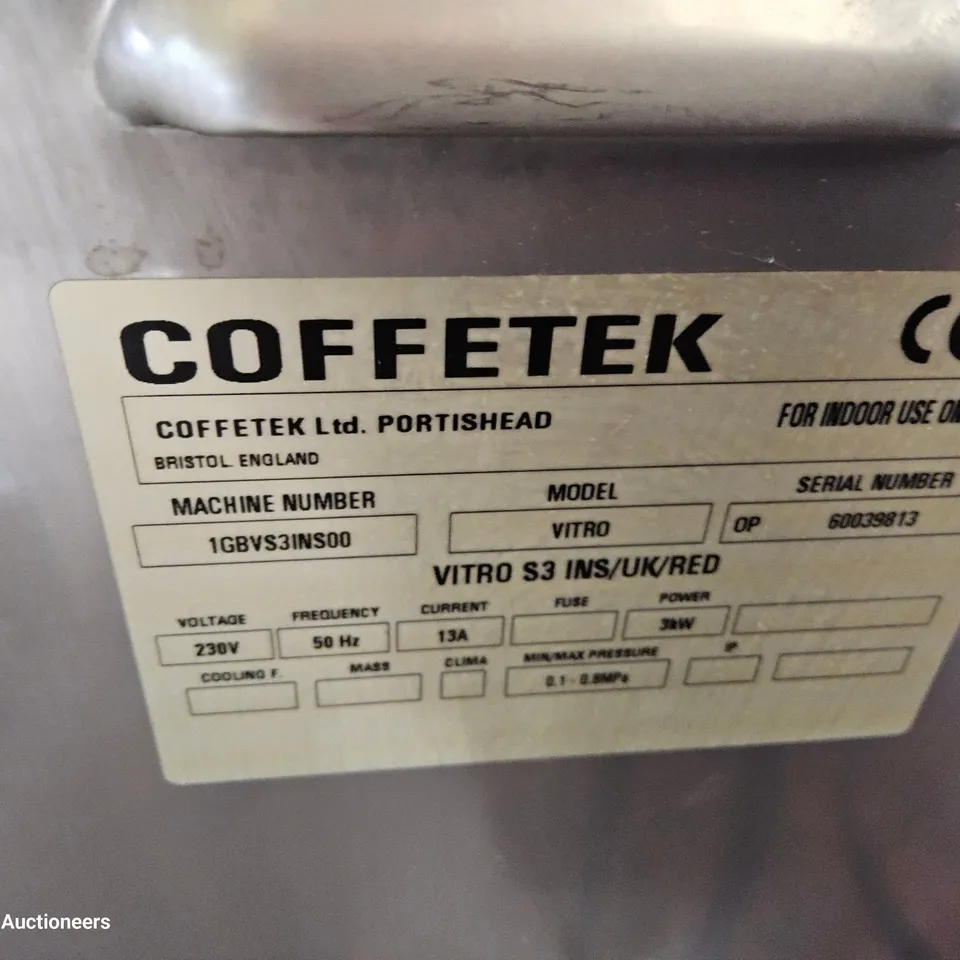 COFFETEK
CE
COFFETEK Ltd. PORTISHEAD
FOR INDOOR USE
BRISTOL ENGLAND
MACHINE NUMBER
MODEL
SERIAL NUMBER
1GBVS3INS00
VITRO
OP 60039813
VITRO S3 INS/UK/RED
VOLTAGE
FREQUENCY
CURRENT
FUSE
POWER
230V
50 Hz
13A
3kW
COOLING F.
MASS
CLIMA
MIN/MAX PRESSURE
IP
0.1 - 0.8MPa
Auctioneers